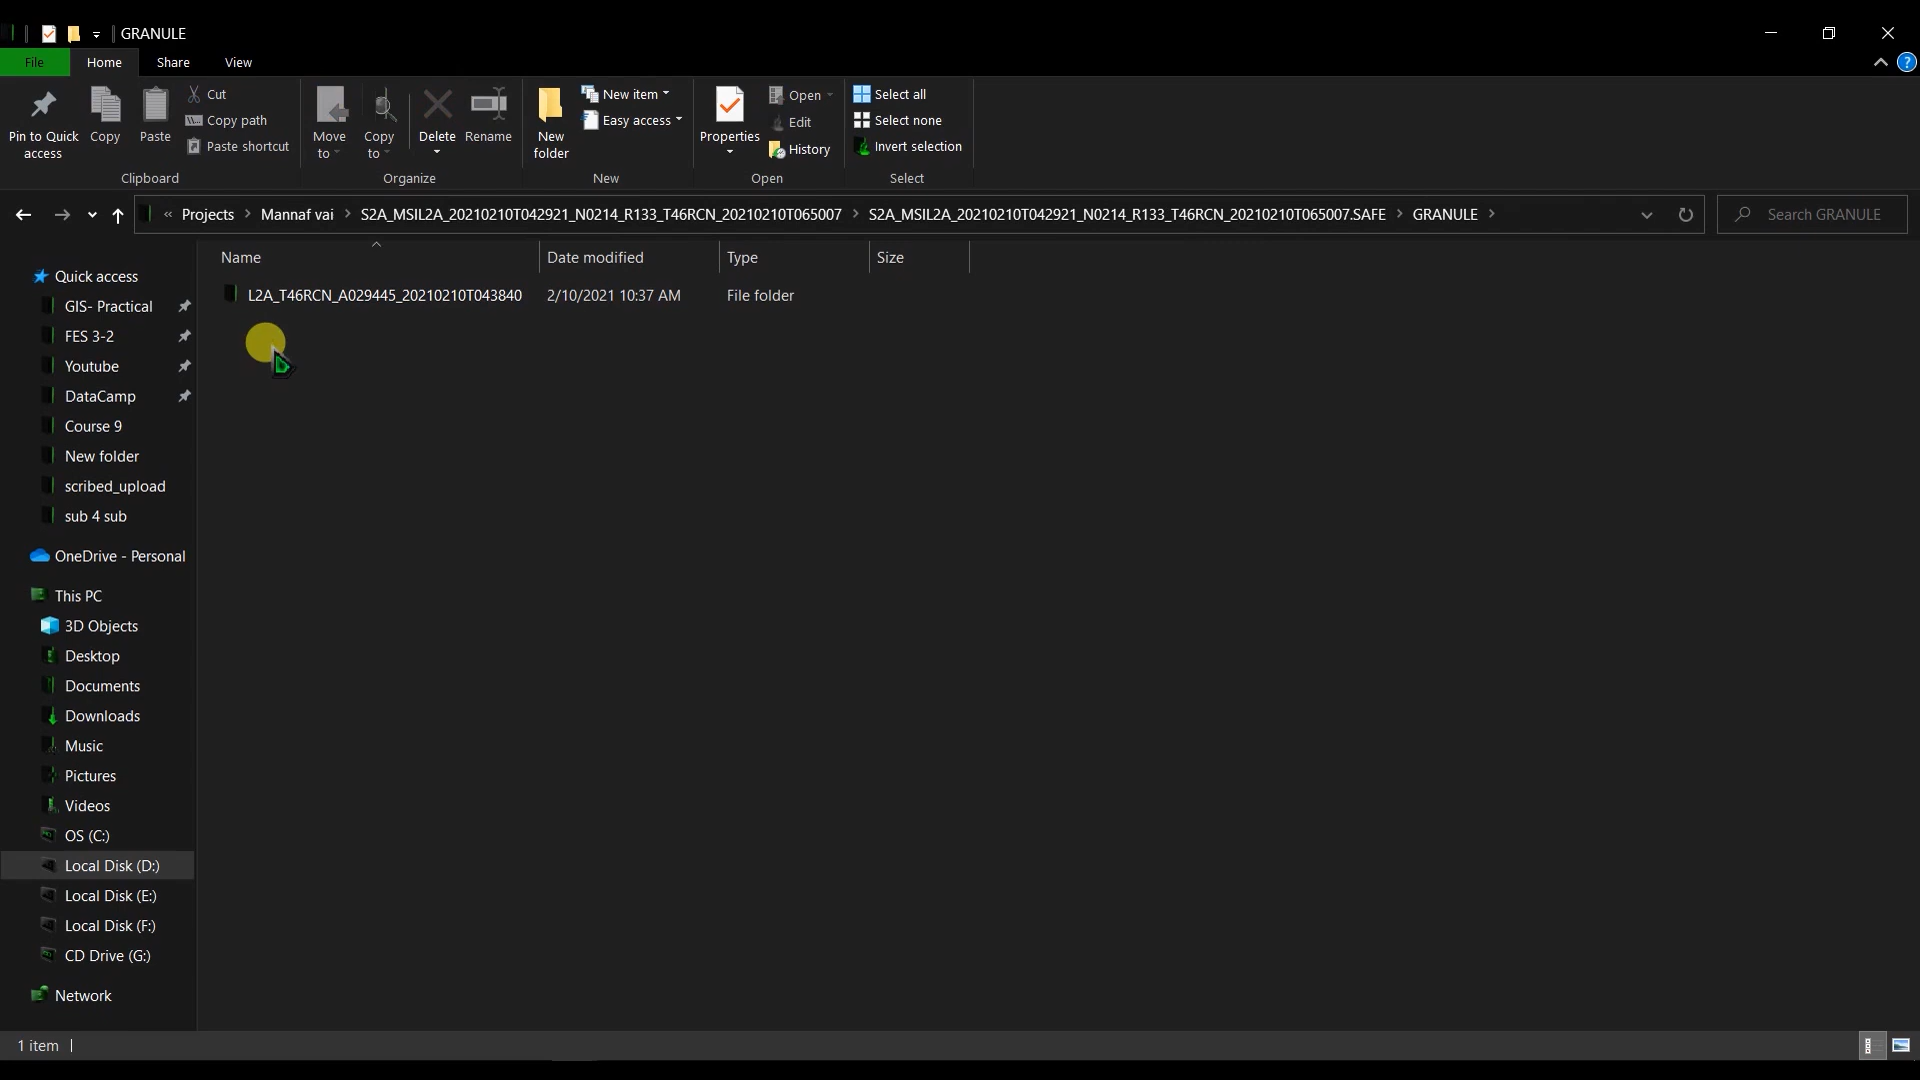 GRANULE
File Home Share View
Pin to Quick access
Copy
Paste
Cut
Copy path
Paste shortcut
Clipboard
Move to
Copy to
Delete
Rename
Organize
New folder
New item
Easy access
New
Properties
Open
Edit
History
Open
Select all
Select none
Invert selection
Select
« Projects > Mannaf vai > S2A_MSIL2A_20210210T042921_N0214_R133_T46RCN_20210210T065007 > S2A_MSIL2A_20210210T042921_N0214_R133_T46RCN_20210210T065007.SAFE > GRANULE >
Search GRANULE
Name Date modified Type Size
L2A_T46RCN_A029445_20210210T043840 2/10/2021 10:37 AM File folder
Quick access
GIS- Practical
FES 3-2
Youtube
DataCamp
Course 9
New folder
scribed_upload
sub 4 sub
OneDrive - Personal
This PC
3D Objects
Desktop
Documents
Downloads
Music
Pictures
Videos
OS (C:)
Local Disk (D:)
Local Disk (E:)
Local Disk (F:)
CD Drive (G:)
Network
1 item